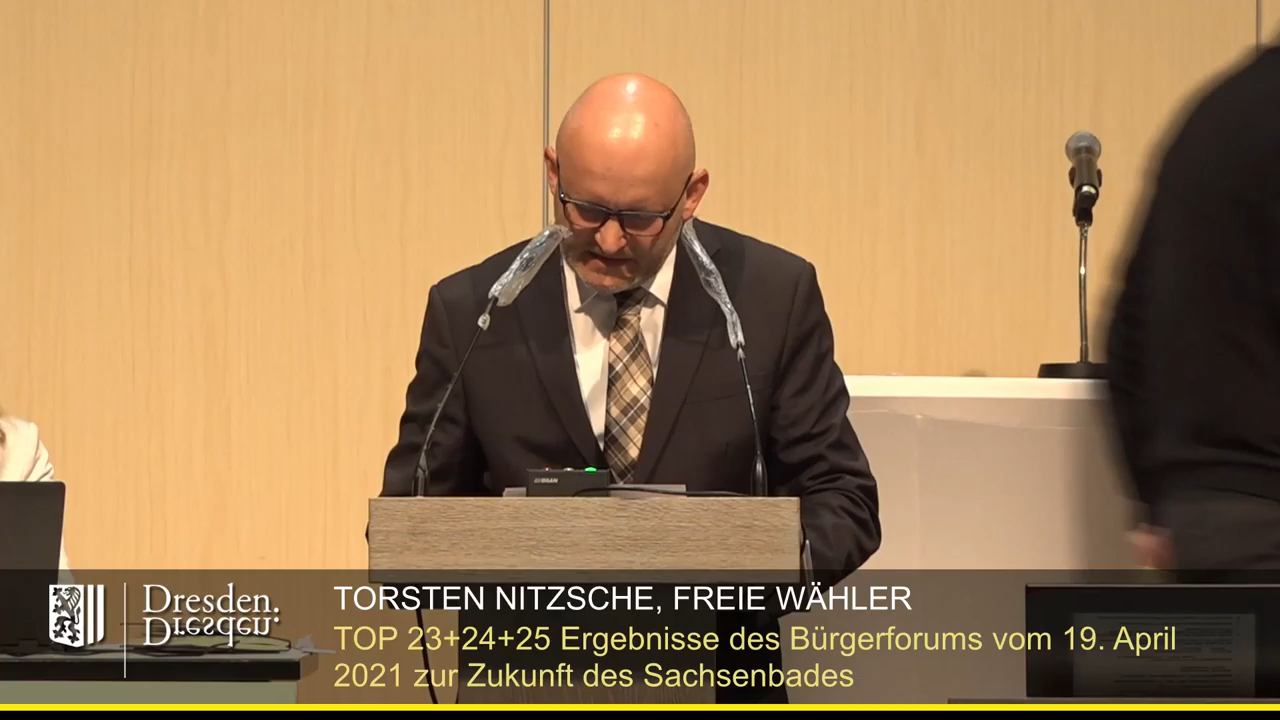 Dresden.
Dresden.
TORSTEN NITZSCHE, FREIE WÄHLER
TOP 23+24+25 Ergebnisse des Bürgerforums vom 19. April
2021 zur Zukunft des Sachsenbades